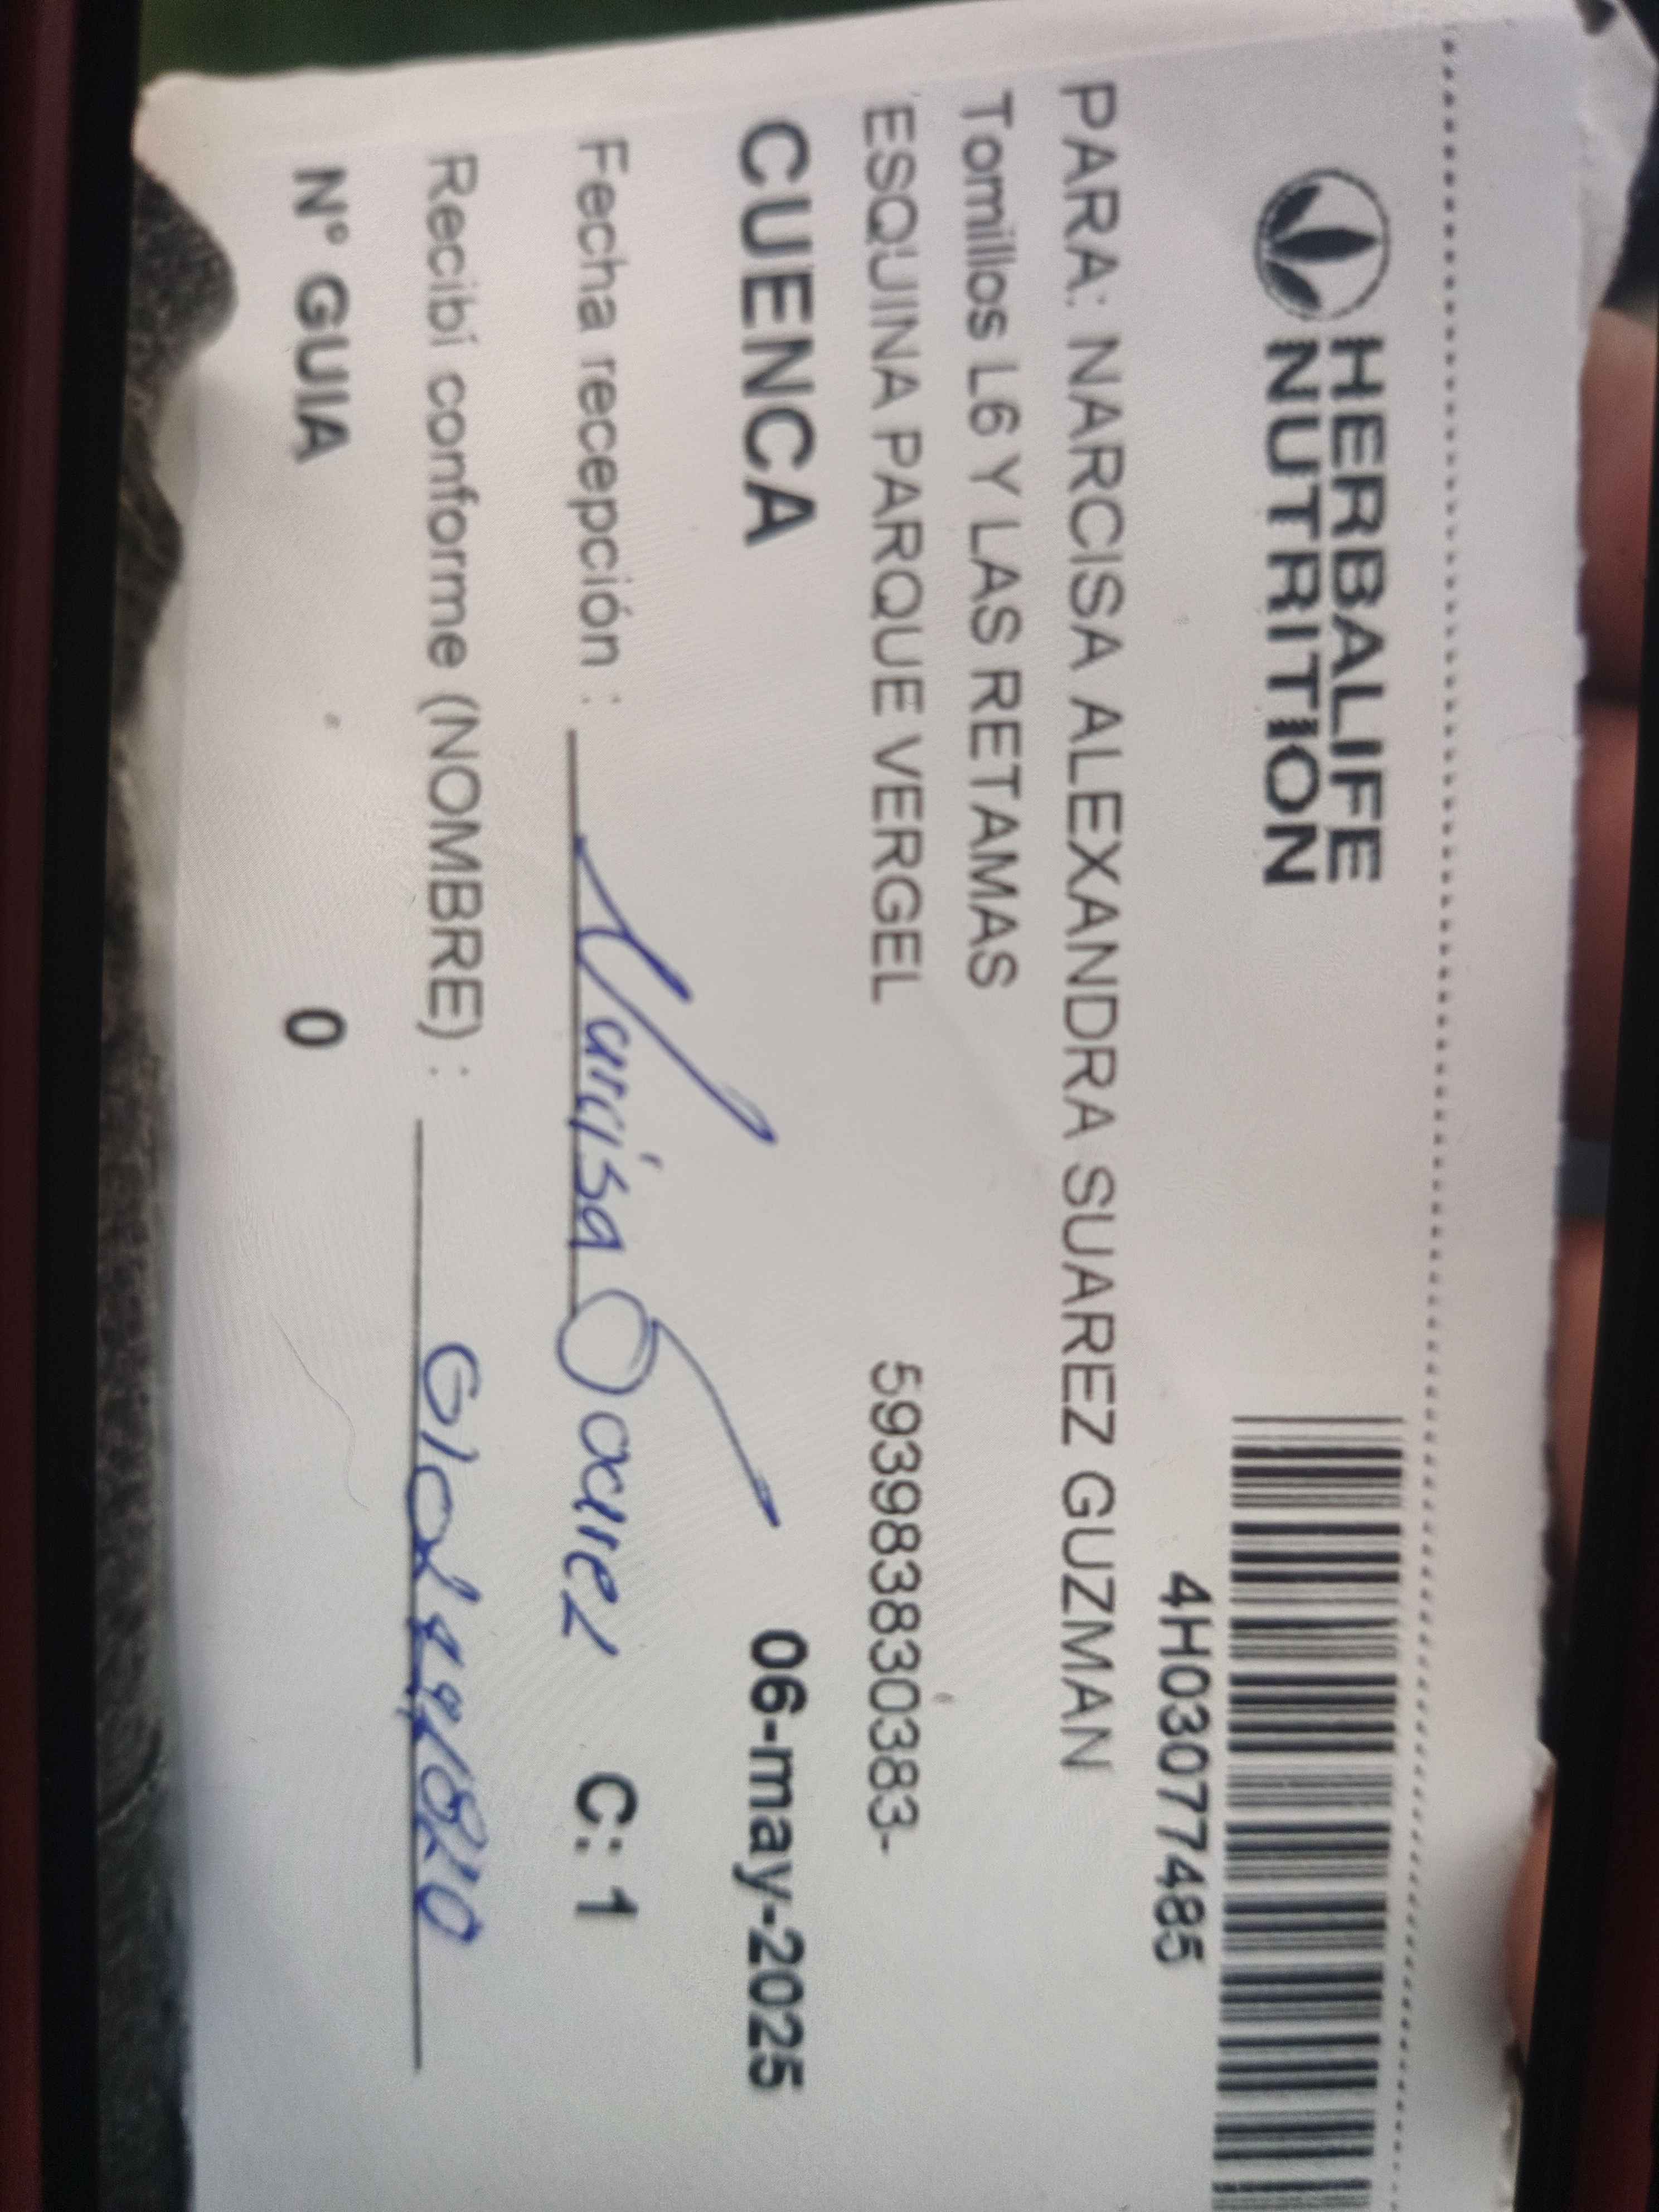 HERBALIFE
NUTRITION
4H03077485
PARA: NARCISA ALEXANDRA SUAREZ GUZMAN
Tomillos L6 Y LAS RETAMAS
ESQUINA PARQUE VERGEL 593983830383-
CUENCA 06-may-2025
Fecha recepción : Narcisa Suarez C: 1
Recibí conforme (NOMBRE) :
N° GUIA 0